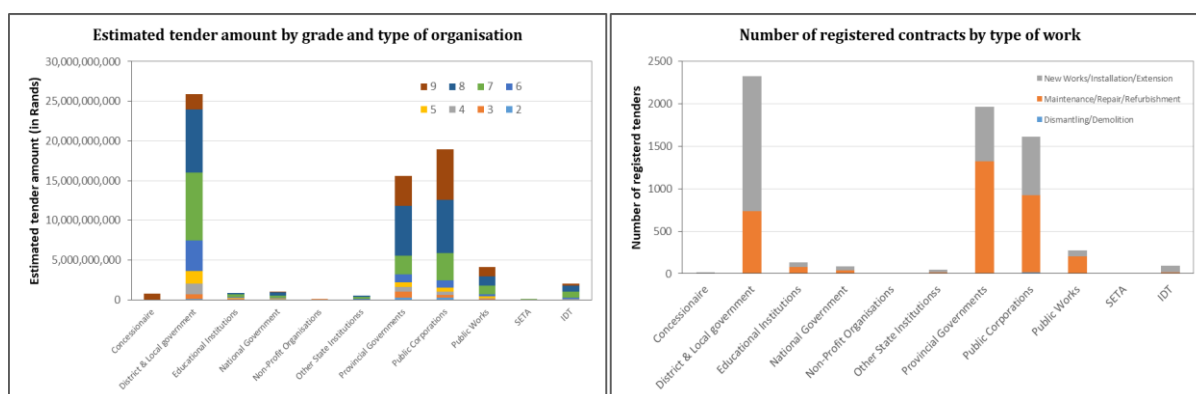 Estimated tender amount by grade and type of organisation
Estimated tender amount (in Rands)
30,000,000,000
25,000,000,000
20,000,000,000
15,000,000,000
10,000,000,000
5,000,000,000
0
9 8 7 6
5 4 3 2
Concessionaire
District & Local government
Educational Institutions
National Government
Non-Profit Organisations
Other State Institutionss
Provincial Governments
Public Corporations
Public Works
SETA
IDT
Number of registered contracts by type of work
Number of registerd tenders
2500
2000
1500
1000
500
0
New Works/Installation/Extension
Maintenance/Repair/Refurbishment
Dismantling/Demolition
Concessionaire
District & Local government
Educational Institutions
National Government
Non-Profit Organisations
Other State Institutionss
Provincial Governments
Public Corporations
Public Works
SETA
IDT